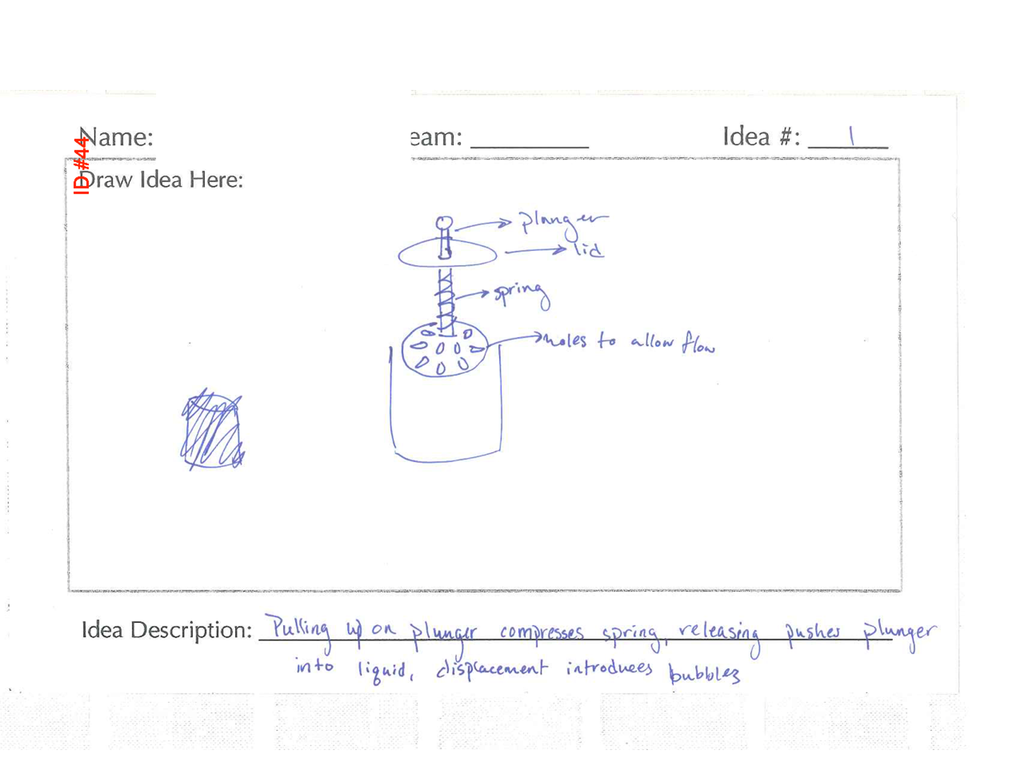 Name:
eam: Idea #: 1
ID #44
Draw Idea Here:
plunger
lid
spring
holes to allow flow
Idea Description: Pulling up on plunger compresses spring, releasing pushes plunger
into liquid, displacement introduces bubbles